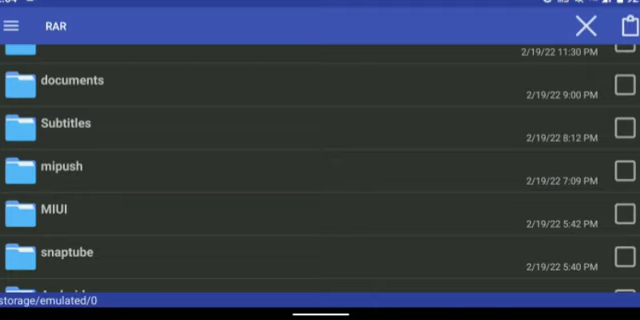 RAR
2/19/22 11:30 PM
documents
2/19/22 9:00 PM
Subtitles
2/19/22 8:12 PM
mipush
2/19/22 7:09 PM
MIUI
2/19/22 5:42 PM
snaptube
2/19/22 5:40 PM
storage/emulated/0